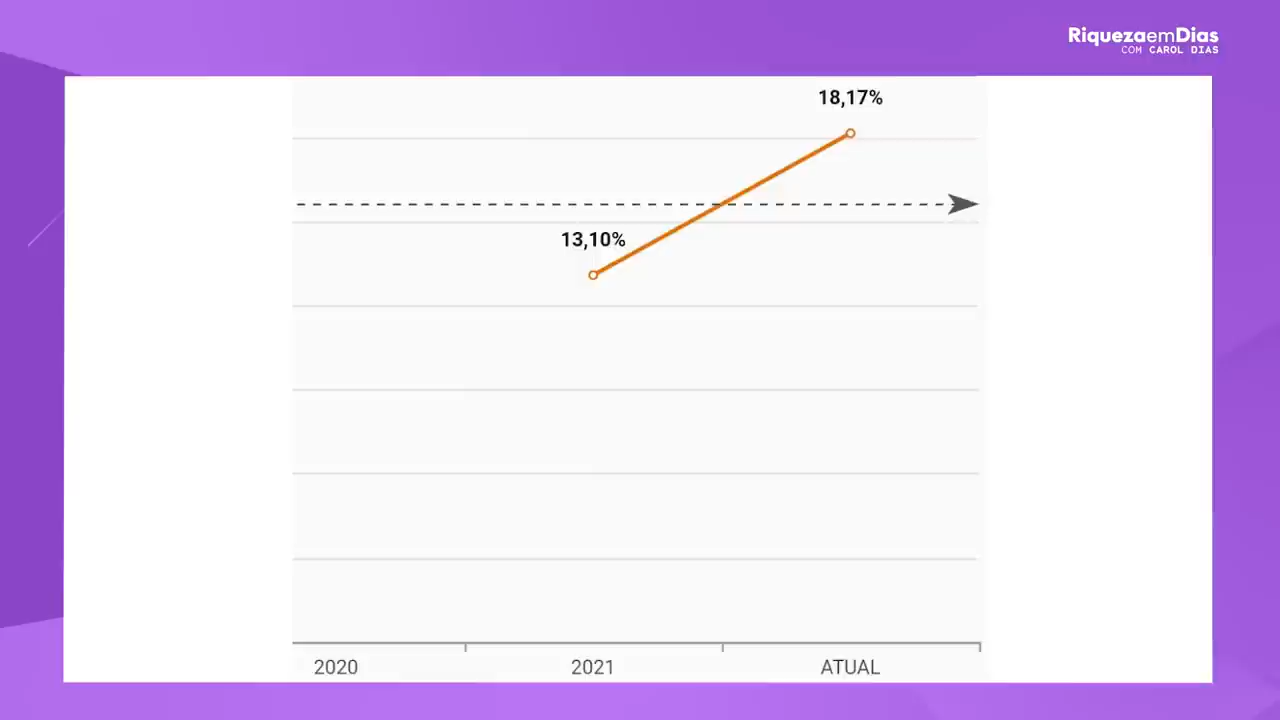 RiquezaemDias
COM CAROL DIAS
18,17%
13,10%
2020
2021
ATUAL